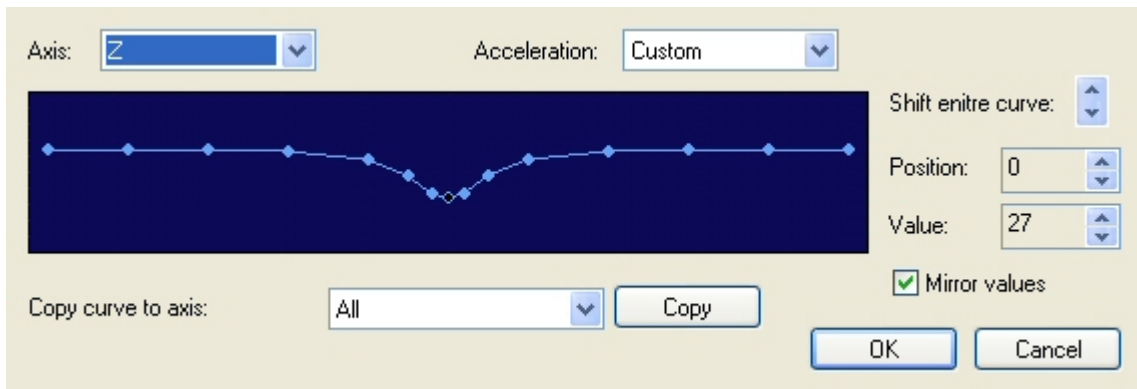 Axis: Z Acceleration: Custom
Shift enitre curve:
Position: 0
Value: 27
Mirror values
Copy curve to axis: All Copy
OK Cancel